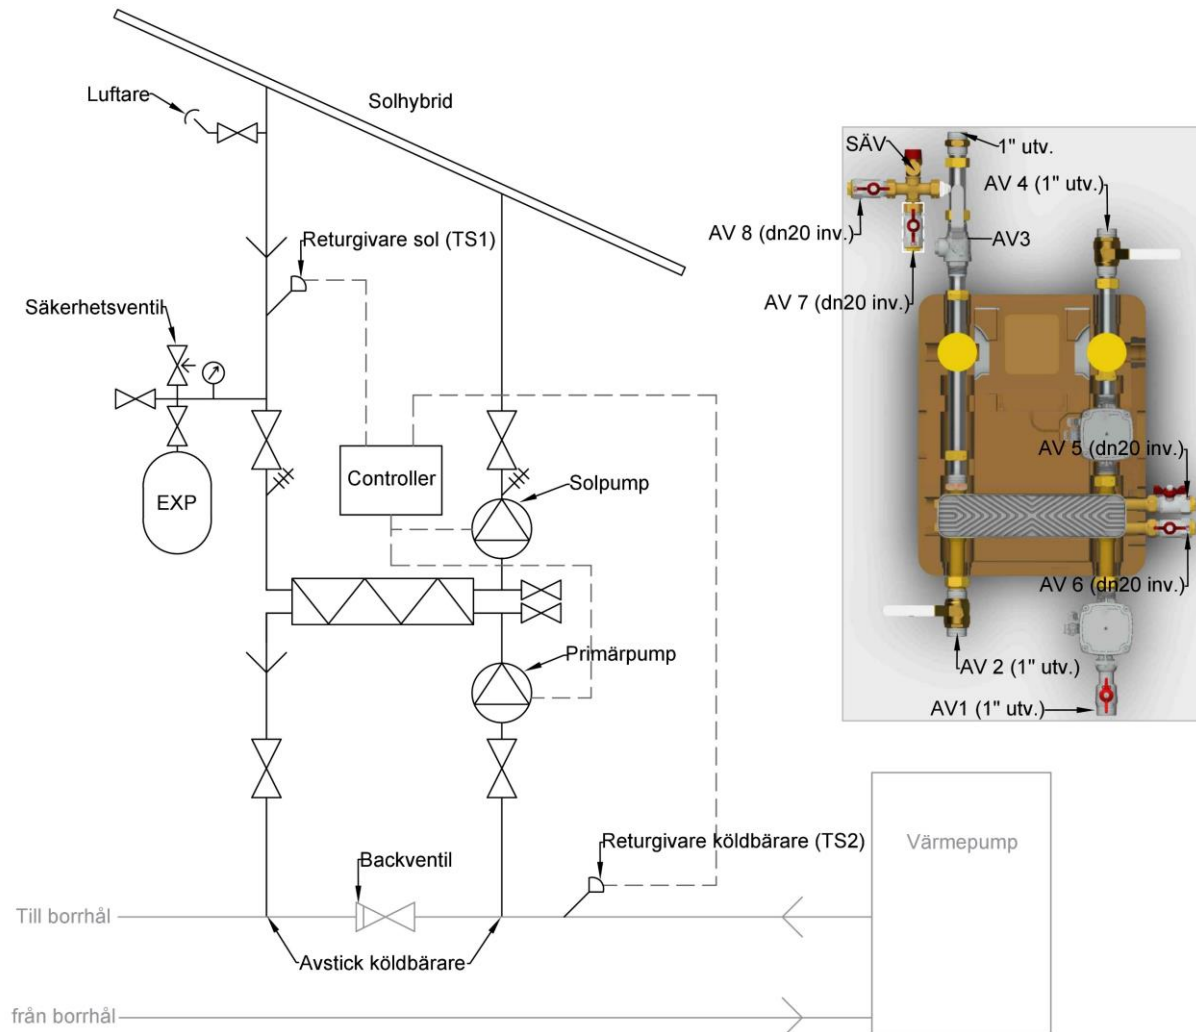 Luftare
Solhybrid
Returgivare sol (TS1)
Säkerhetsventil
EXP
Controller
Solpump
Primärpump
Returgivare köldbärare (TS2)
Backventil
Till borrhål
Avstick köldbärare
från borrhål
Värmepump
SÄV
1" utv.
AV 4 (1" utv.)
AV 8 (dn20 inv.)
AV3
AV 7 (dn20 inv.)
AV 5 (dn20 inv.)
AV 6 (dn20 inv.)
AV 2 (1" utv.)
AV1 (1" utv.)